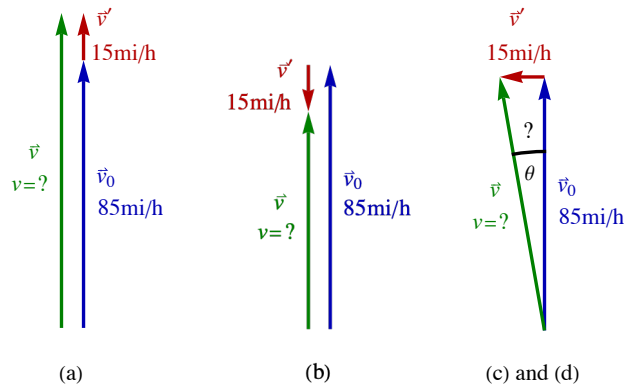 v⃗′
15mi/h
v⃗
v=?
v⃗₀
85mi/h
(a)
v⃗′
15mi/h
v⃗
v=?
v⃗₀
85mi/h
(b)
v⃗′
15mi/h
?
θ
v⃗
v=?
v⃗₀
85mi/h
(c) and (d)